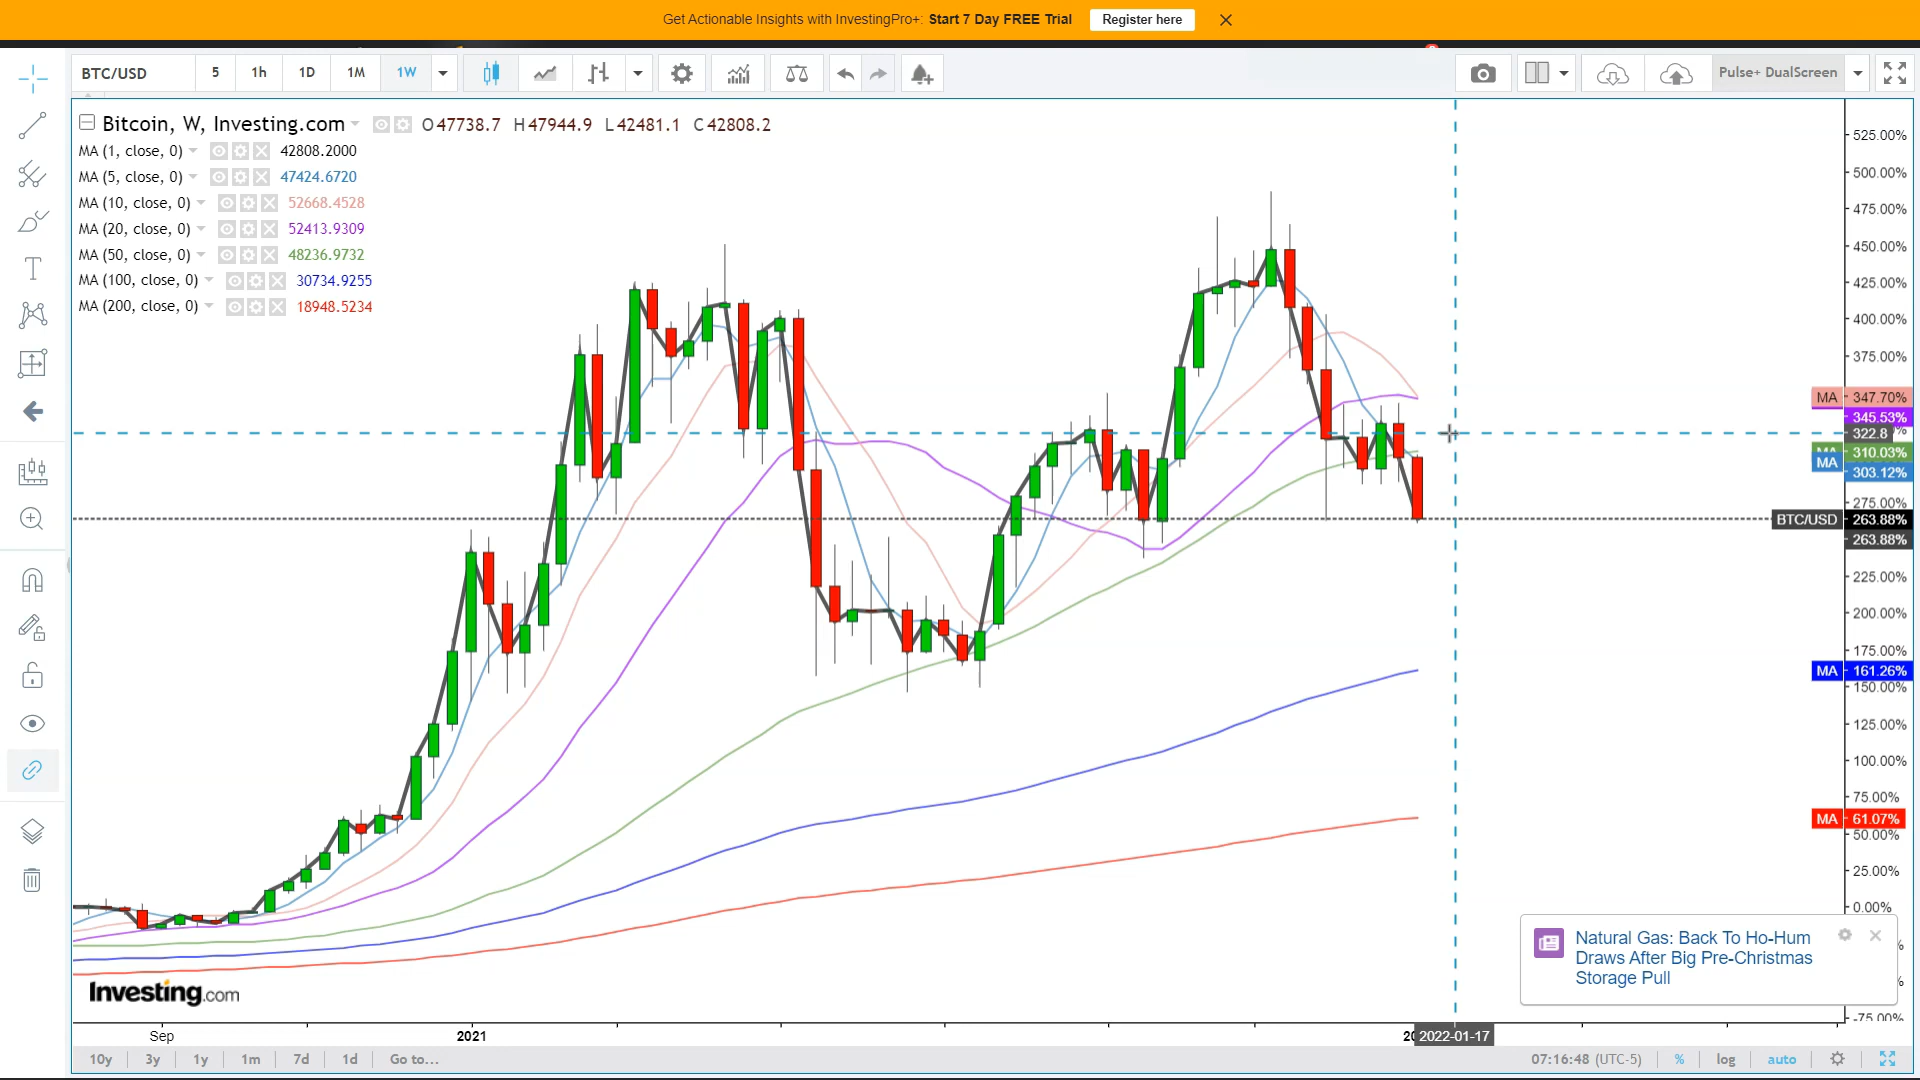 Get Actionable Insights with InvestingPro+: Start 7 Day FREE Trial Register here
BTC/USD 5 1h 1D 1M 1W Pulse+ DualScreen
Bitcoin, W, Investing.com O47738.7 H47944.9 L42481.1 C42808.2
MA (1, close, 0) 42808.2000
MA (5, close, 0) 47424.6720
MA (10, close, 0) 52668.4528
MA (20, close, 0) 52413.9309
MA (50, close, 0) 48236.9732
MA (100, close, 0) 30734.9255
MA (200, close, 0) 18948.5234
525.00%
500.00%
475.00%
450.00%
425.00%
400.00%
375.00%
MA 347.70%
345.53%
322.8
310.03%
MA 303.12%
275.00%
BTC/USD 263.88%
263.88%
225.00%
200.00%
175.00%
MA 161.26%
150.00%
125.00%
100.00%
75.00%
MA 61.07%
50.00%
25.00%
0.00%
Natural Gas: Back To Ho-Hum
Draws After Big Pre-Christmas
Storage Pull
Investing.com
-75.00%
Sep 2021 2022-01-17
10y 3y 1y 1m 7d 1d Go to... 07:16:48 (UTC-5) % log auto